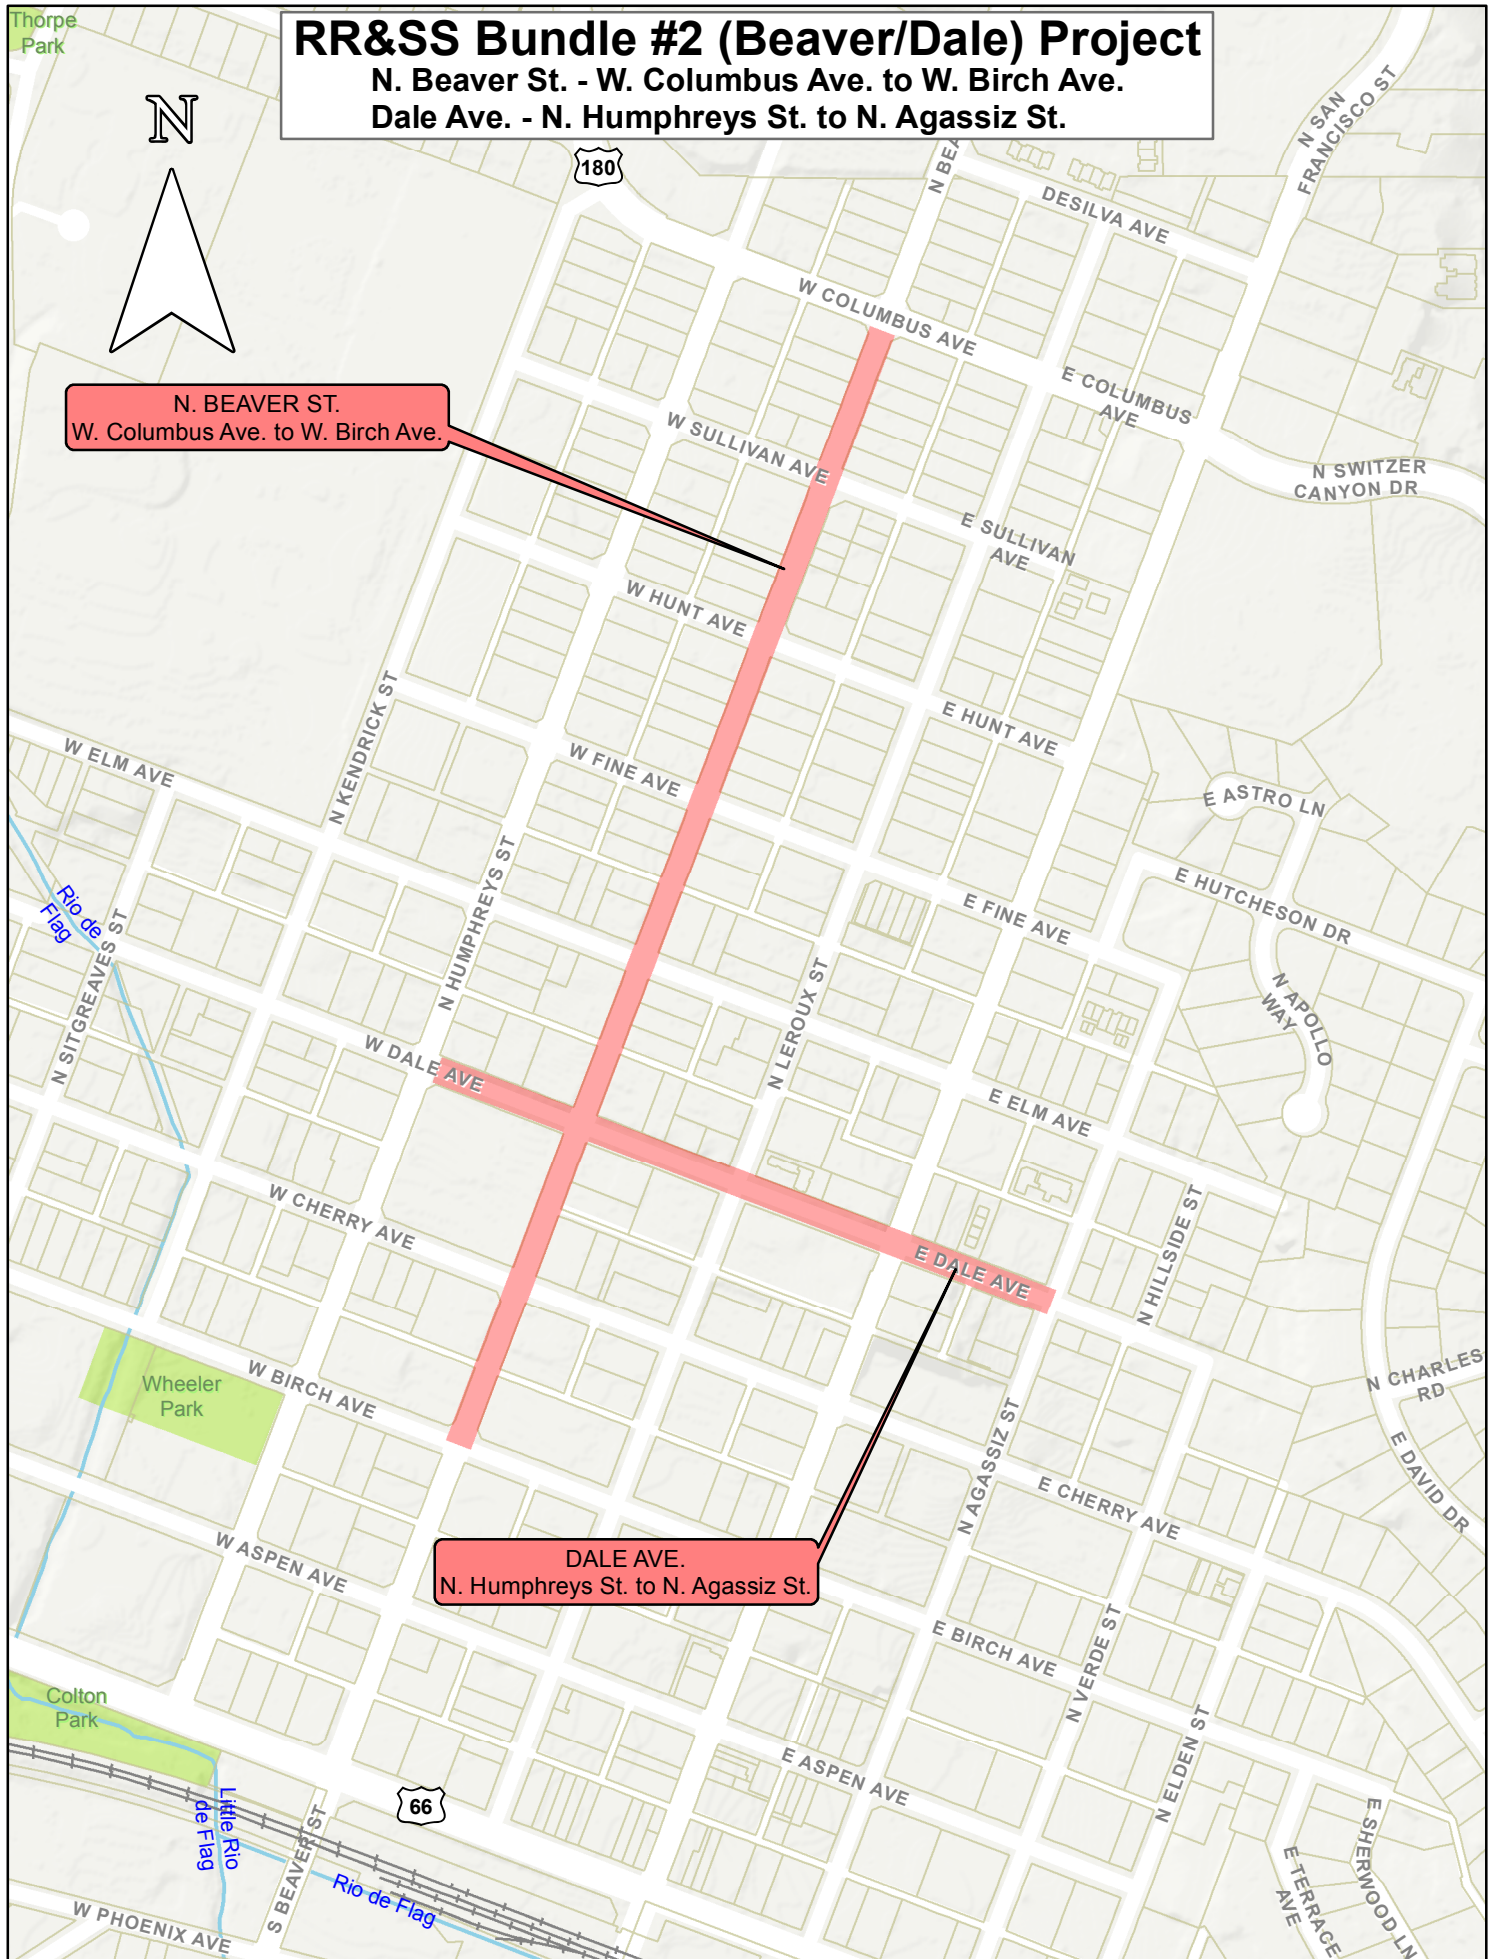 Thorpe
Park
RR&SS Bundle #2 (Beaver/Dale) Project
N. Beaver St. - W. Columbus Ave. to W. Birch Ave.
Dale Ave. - N. Humphreys St. to N. Agassiz St.
N
180
N BEA
N SAN
FRANCISCO ST
DESILVA AVE
W COLUMBUS AVE
E COLUMBUS
AVE
N. BEAVER ST.
W. Columbus Ave. to W. Birch Ave.
W SULLIVAN AVE
N SWITZER
CANYON DR
E SULLIVAN
AVE
W HUNT AVE
E HUNT AVE
N KENDRICK ST
W ELM AVE
W FINE AVE
E ASTRO LN
E HUTCHESON DR
N HUMPHREYS ST
E FINE AVE
Rio de
Flag
N SITGREAVES ST
N LEROUX ST
N APOLLO
WAY
W DALE AVE
E ELM AVE
W CHERRY AVE
N HILLSIDE ST
E DALE AVE
W BIRCH AVE
Wheeler
Park
N CHARLES
RD
N AGASSIZ ST
E DAVID DR
E CHERRY AVE
W ASPEN AVE
DALE AVE.
N. Humphreys St. to N. Agassiz St.
E BIRCH AVE
N VERDE ST
Colton
Park
N ELDEN ST
E ASPEN AVE
66
Little Rio
de Flag
S BEAVER ST
Rio de Flag
W PHOENIX AVE
E TERRACE
AVE
E SHERWOOD LN